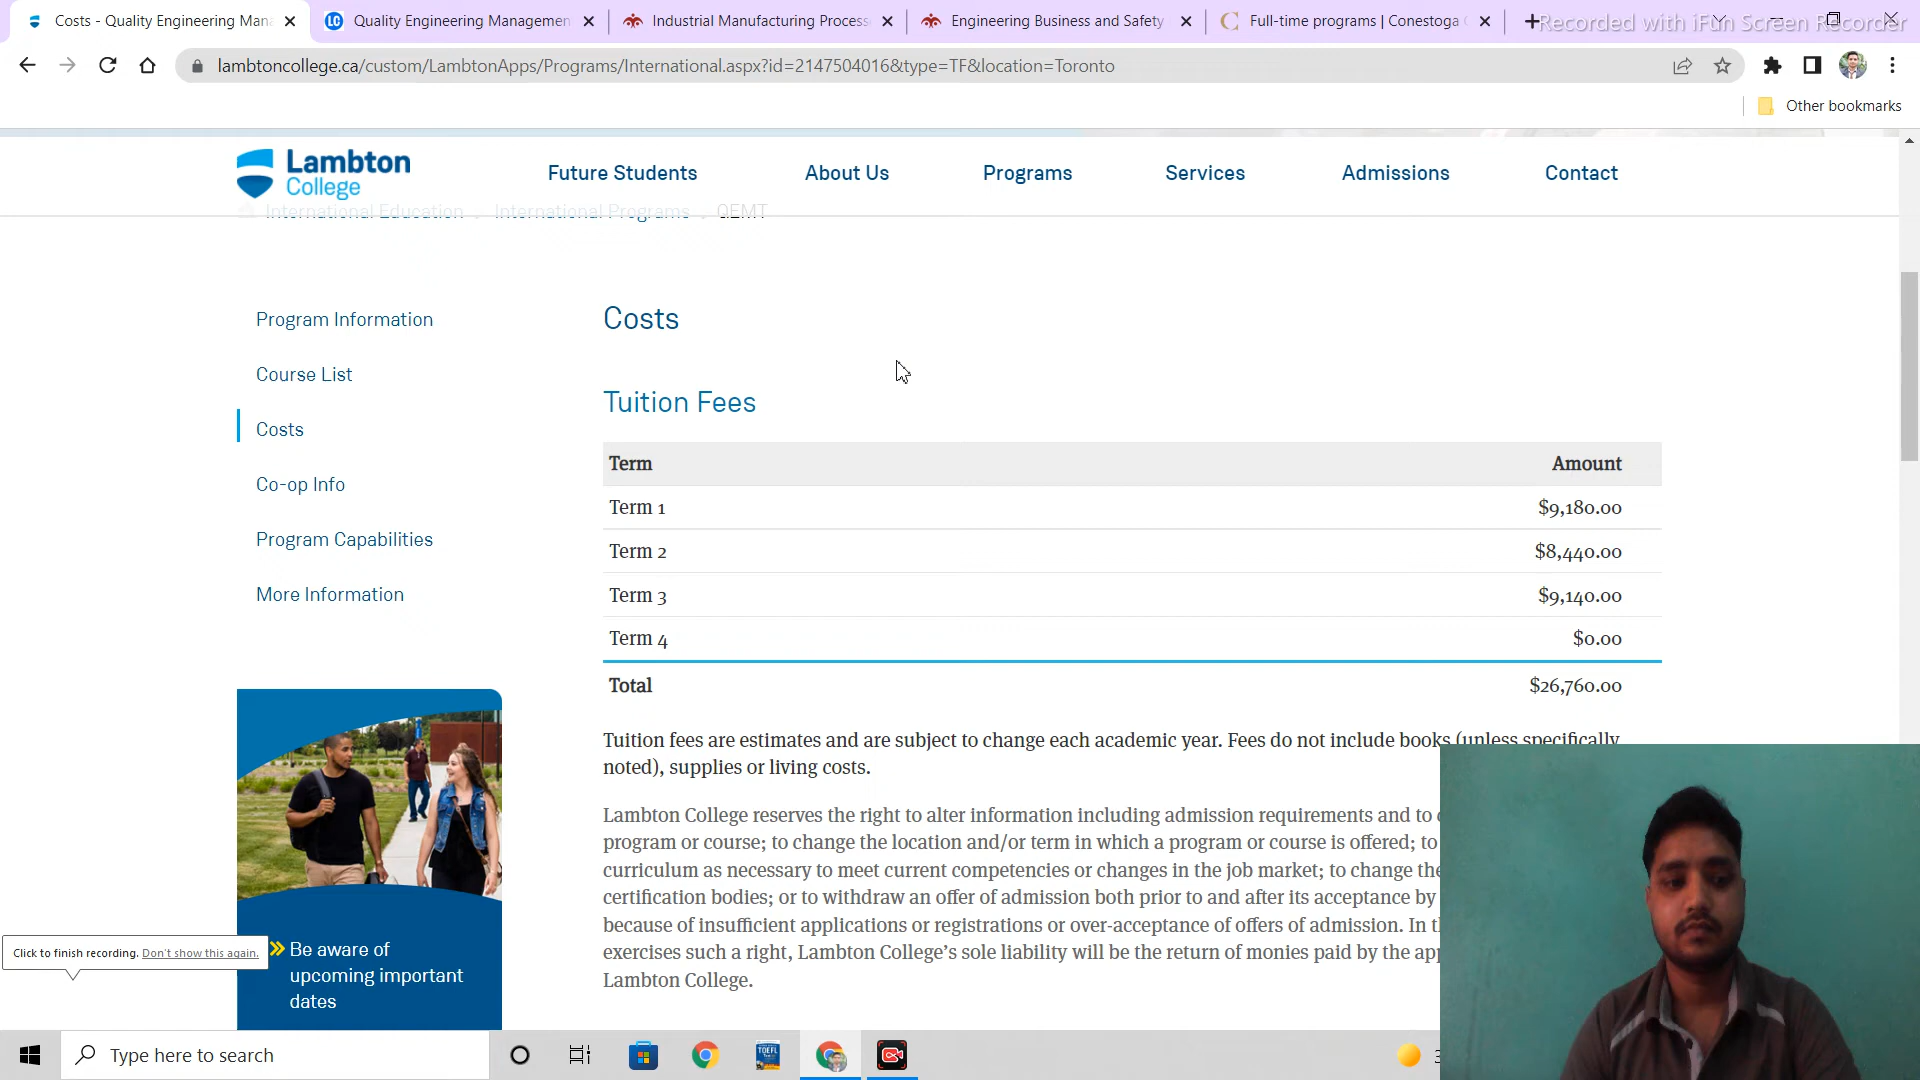 Costs - Quality Engineering Mana
Quality Engineering Managemen
Industrial Manufacturing Process
Engineering Business and Safety
Full-time programs | Conestoga
Recorded with iFun Screen Recorder
lambtoncollege.ca/custom/LambtonApps/Programs/International.aspx?id=2147504016&type=TF&location=Toronto
Other bookmarks
Lambton College
Future Students
About Us
Programs
Services
Admissions
Contact
International Education
International Programs
QEMT
Program Information
Course List
Costs
Co-op Info
Program Capabilities
More Information
Costs
Tuition Fees
Term Amount
Term 1 $9,180.00
Term 2 $8,440.00
Term 3 $9,140.00
Term 4 $0.00
Total $26,760.00
Tuition fees are estimates and are subject to change each academic year. Fees do not include books (unless specifically
noted), supplies or living costs.
Lambton College reserves the right to alter information including admission requirements and to
program or course; to change the location and/or term in which a program or course is offered; to
curriculum as necessary to meet current competencies or changes in the job market; to change the
certification bodies; or to withdraw an offer of admission both prior to and after its acceptance by
because of insufficient applications or registrations or over-acceptance of offers of admission. In
exercises such a right, Lambton College's sole liability will be the return of monies paid by the
Lambton College.
Be aware of
upcoming important
dates
Click to finish recording. Don't show this again.
Type here to search